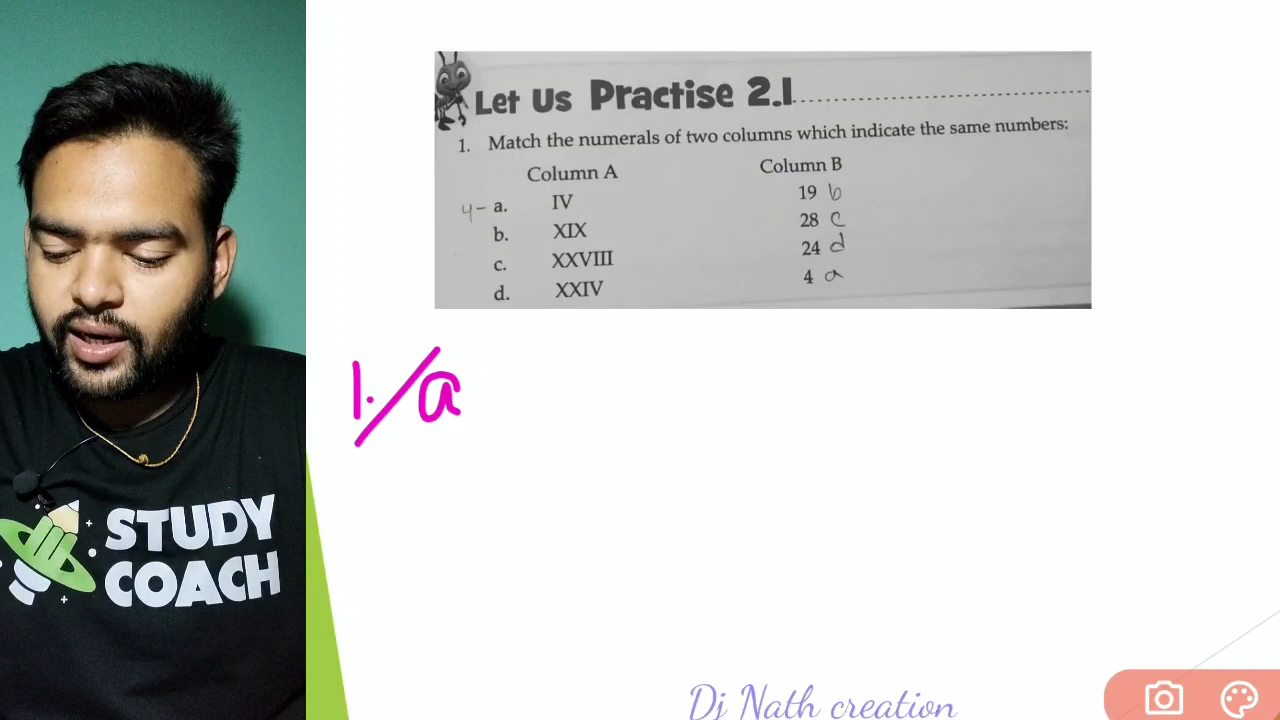 Let Us Practise 2.1
1. Match the numerals of two columns which indicate the same numbers:
Column A Column B
4- a. IV 19 b
b. XIX 28 c
c. XXVIII 24 d
d. XXIV 4 a
1. / a
STUDY
COACH
Dj Nath creation